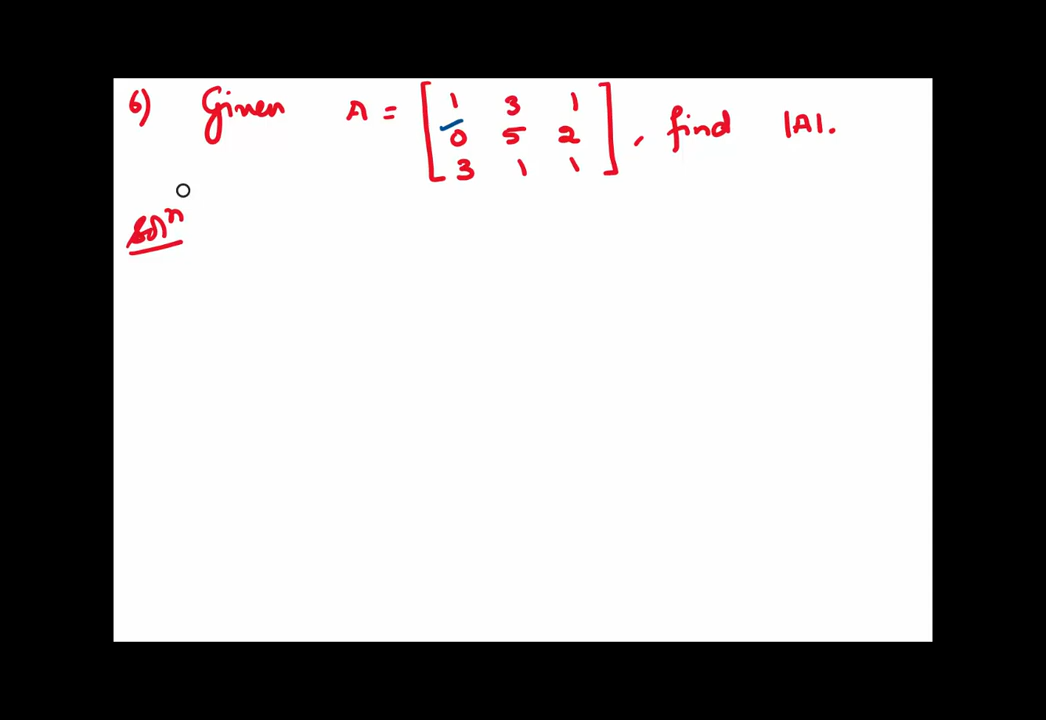 6) Given A = [ 1 3 1
0 5 2
3 1 1 ], find |A|.
Solⁿ